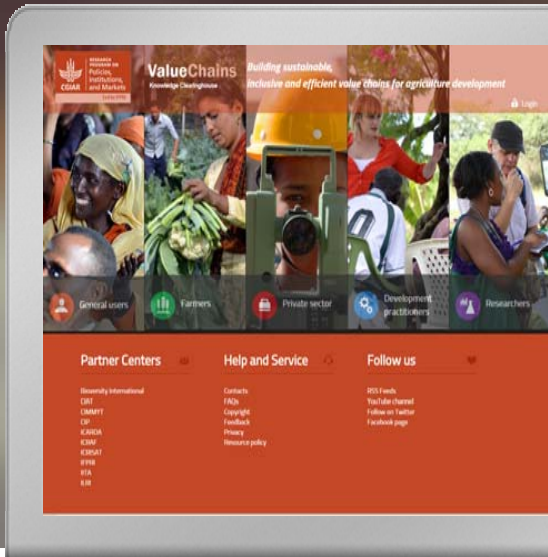 CGIAR
RESEARCH
PROGRAM ON
Policies,
Institutions,
and Markets
ValueChains
Knowledge Clearinghouse
Building sustainable,
inclusive and efficient value chains for agriculture development
Login
General users
Farmers
Private sector
Development
practitioners
Researchers
Partner Centers
Bioversity International
CIAT
CIMMYT
CIP
ICARDA
ICRAF
ICRISAT
IFPRI
IITA
ILRI
Help and Service
Contacts
FAQs
Copyright
Feedback
Privacy
Resource policy
Follow us
RSS Feeds
YouTube channel
Follow on Twitter
Facebook page